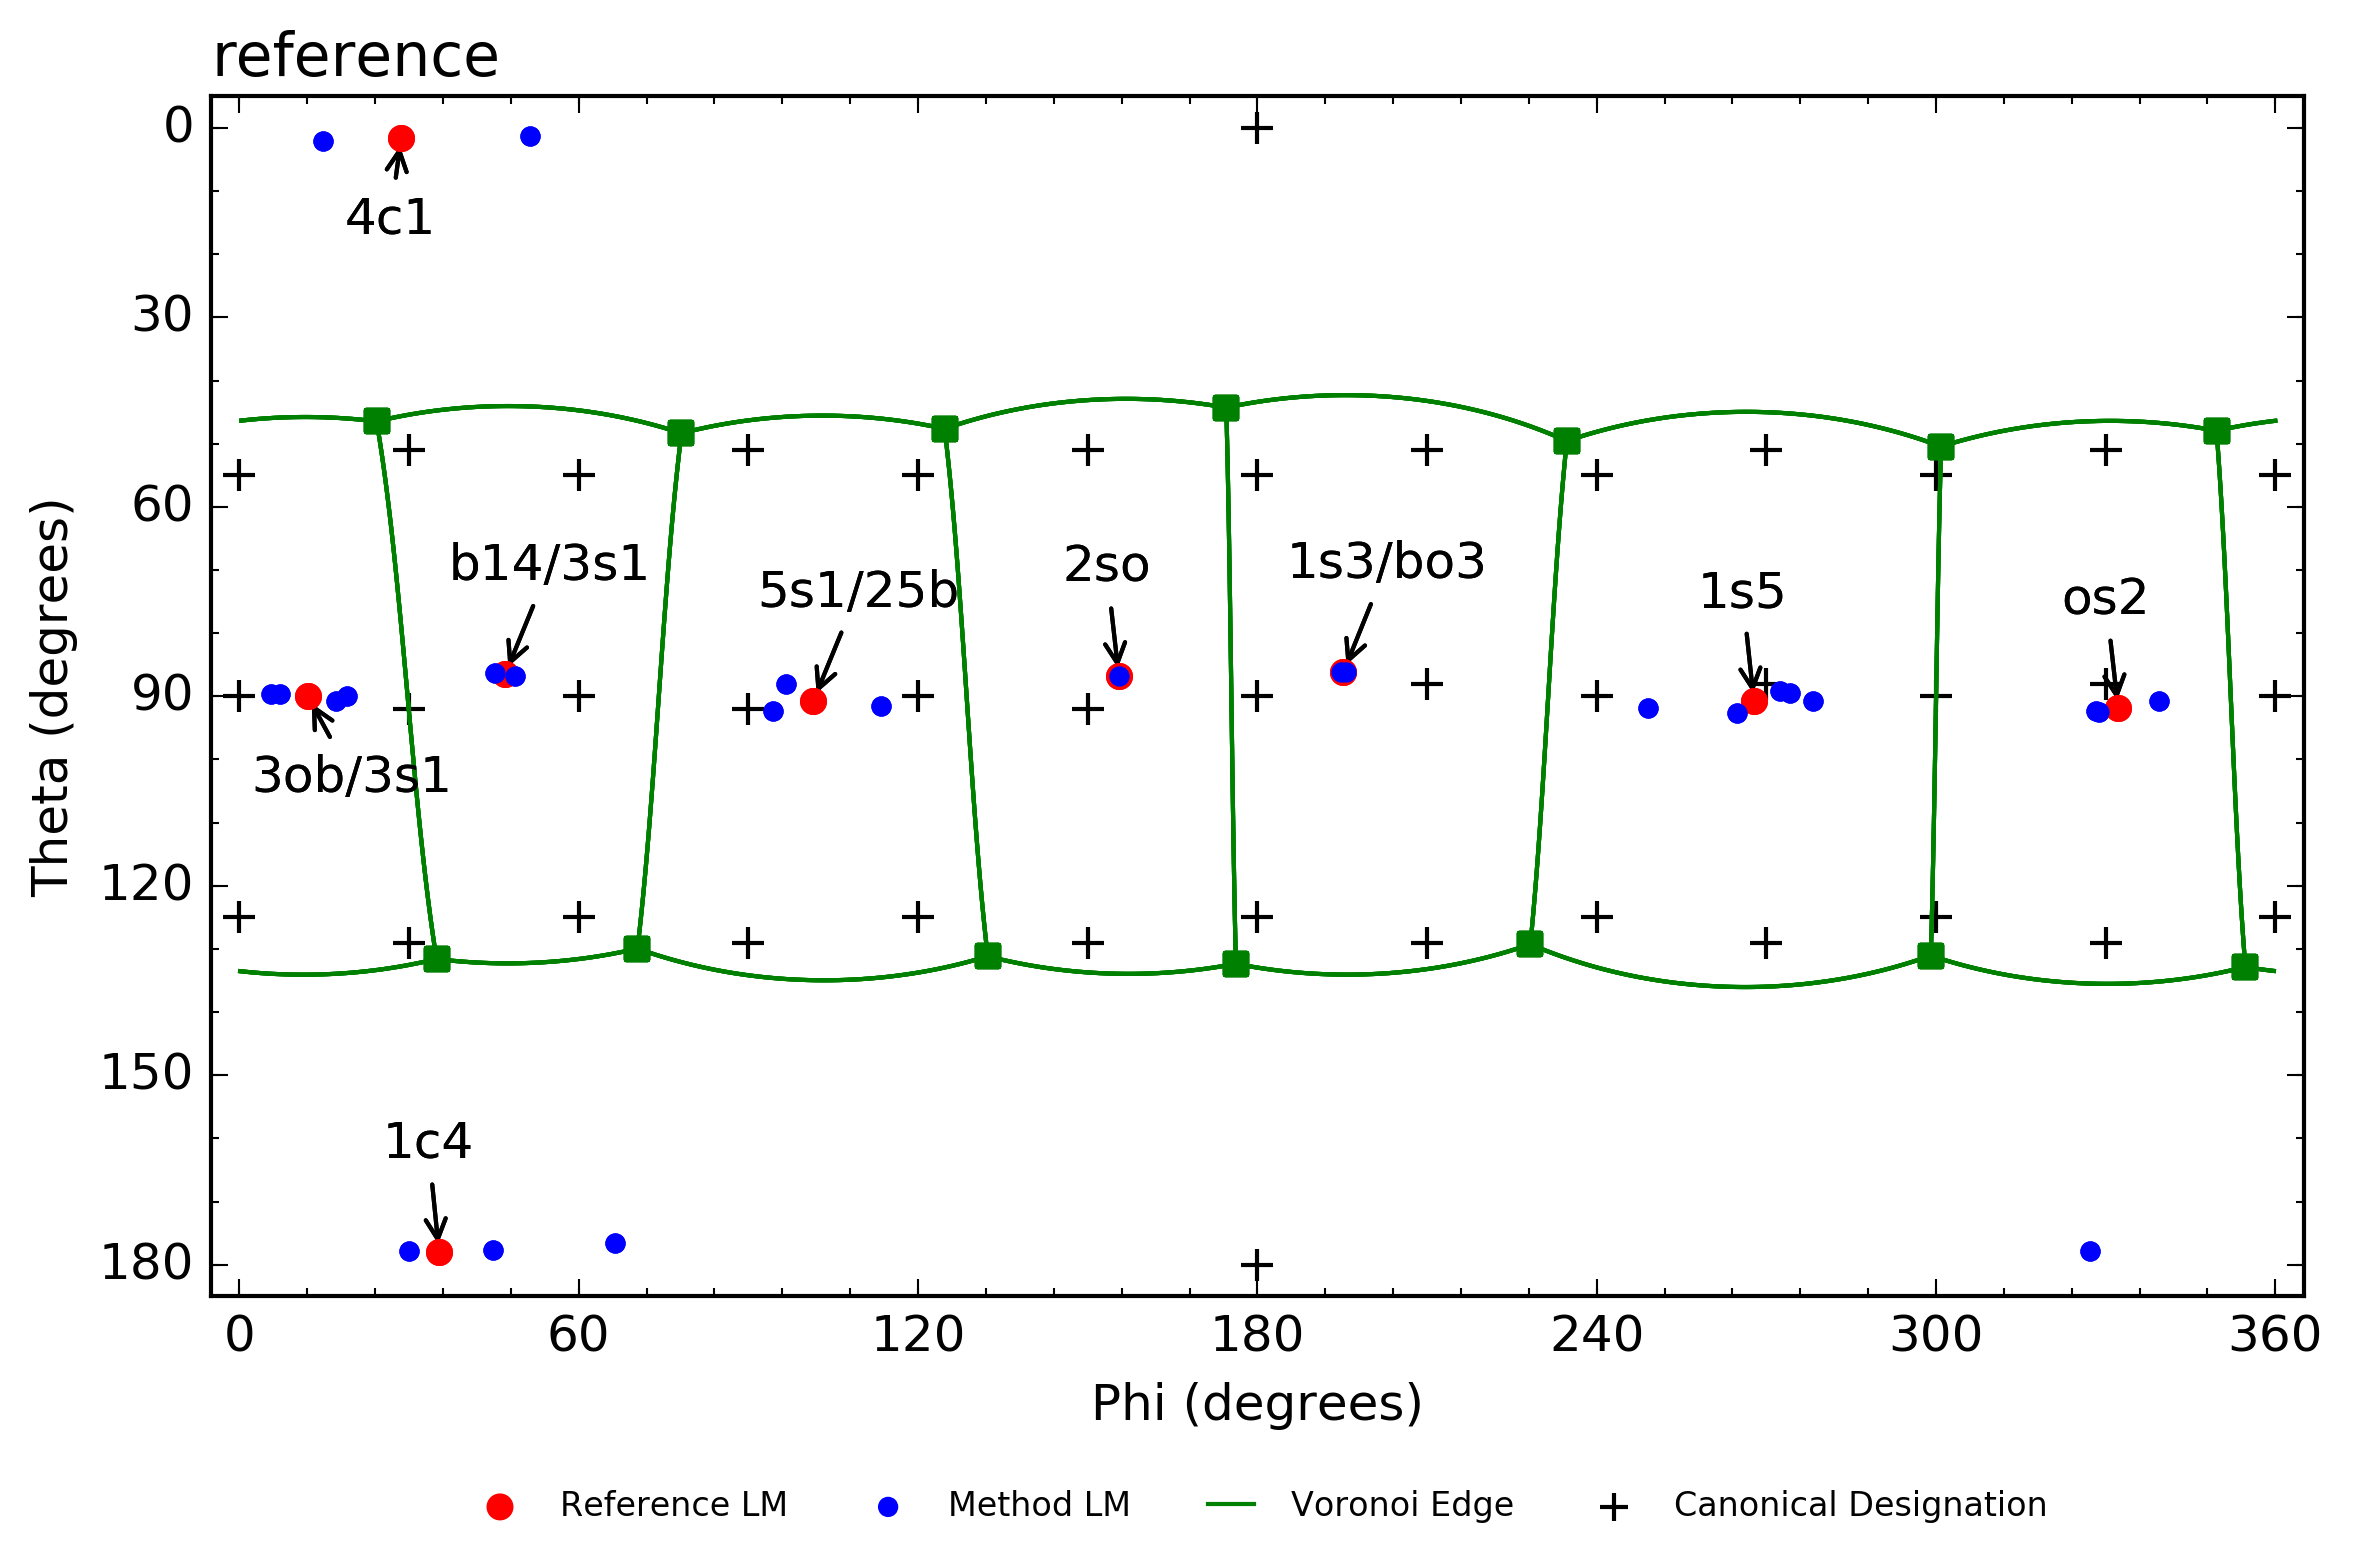 reference
0
30
60
90
120
150
180
Theta (degrees)
4c1
b14/3s1
5s1/25b
2so
1s3/bo3
1s5
os2
3ob/3s1
1c4
0 60 120 180 240 300 360
Phi (degrees)
Reference LM Method LM Voronoi Edge Canonical Designation